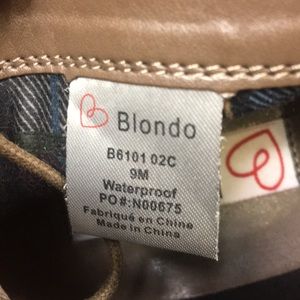 Blondo
B6101 02C
9M
Waterproof
PO#:N00675
Fabriqué en Chine
Made in China